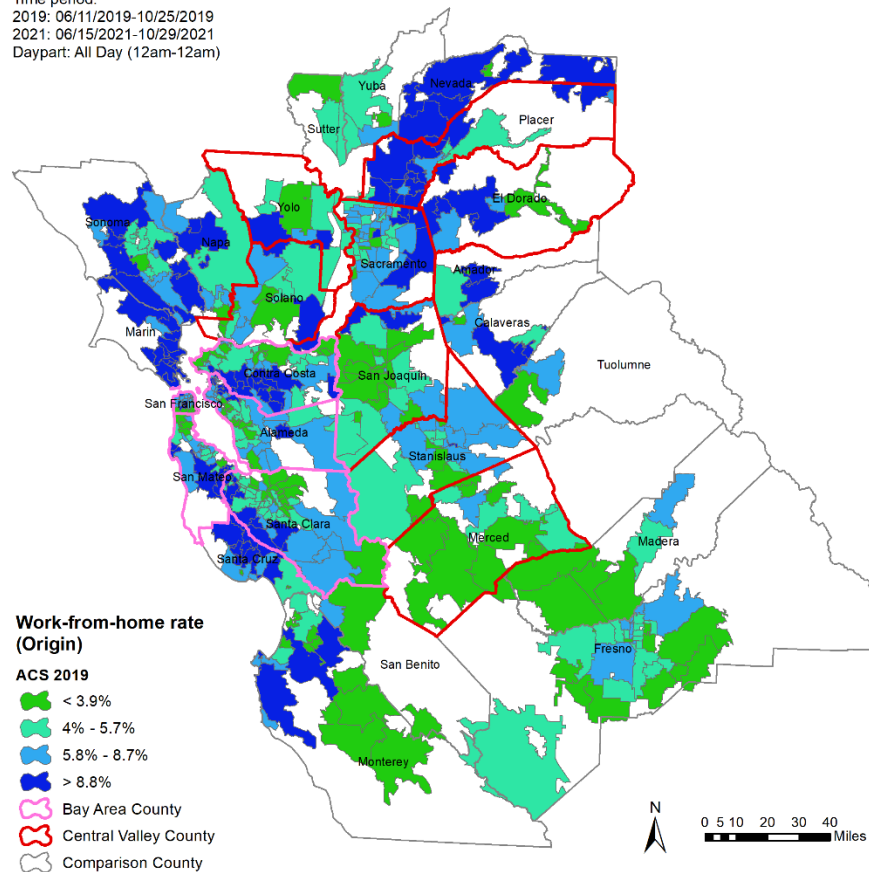 Time period:
2019: 06/11/2019-10/25/2019
2021: 06/15/2021-10/29/2021
Daypart: All Day (12am-12am)
Yuba
Nevada
Sutter
Placer
Yolo
El Dorado
Sonoma
Napa
Sacramento
Amador
Solano
Marin
Calaveras
Tuolumne
Contra Costa
San Joaquin
San Francisco
Alameda
Stanislaus
San Mateo
Santa Clara
Merced
Madera
Santa Cruz
Work-from-home rate
(Origin)
ACS 2019
< 3.9%
4% - 5.7%
5.8% - 8.7%
> 8.8%
Bay Area County
Central Valley County
Comparison County
Fresno
San Benito
Monterey
N
0 5 10 20 30 40
Miles